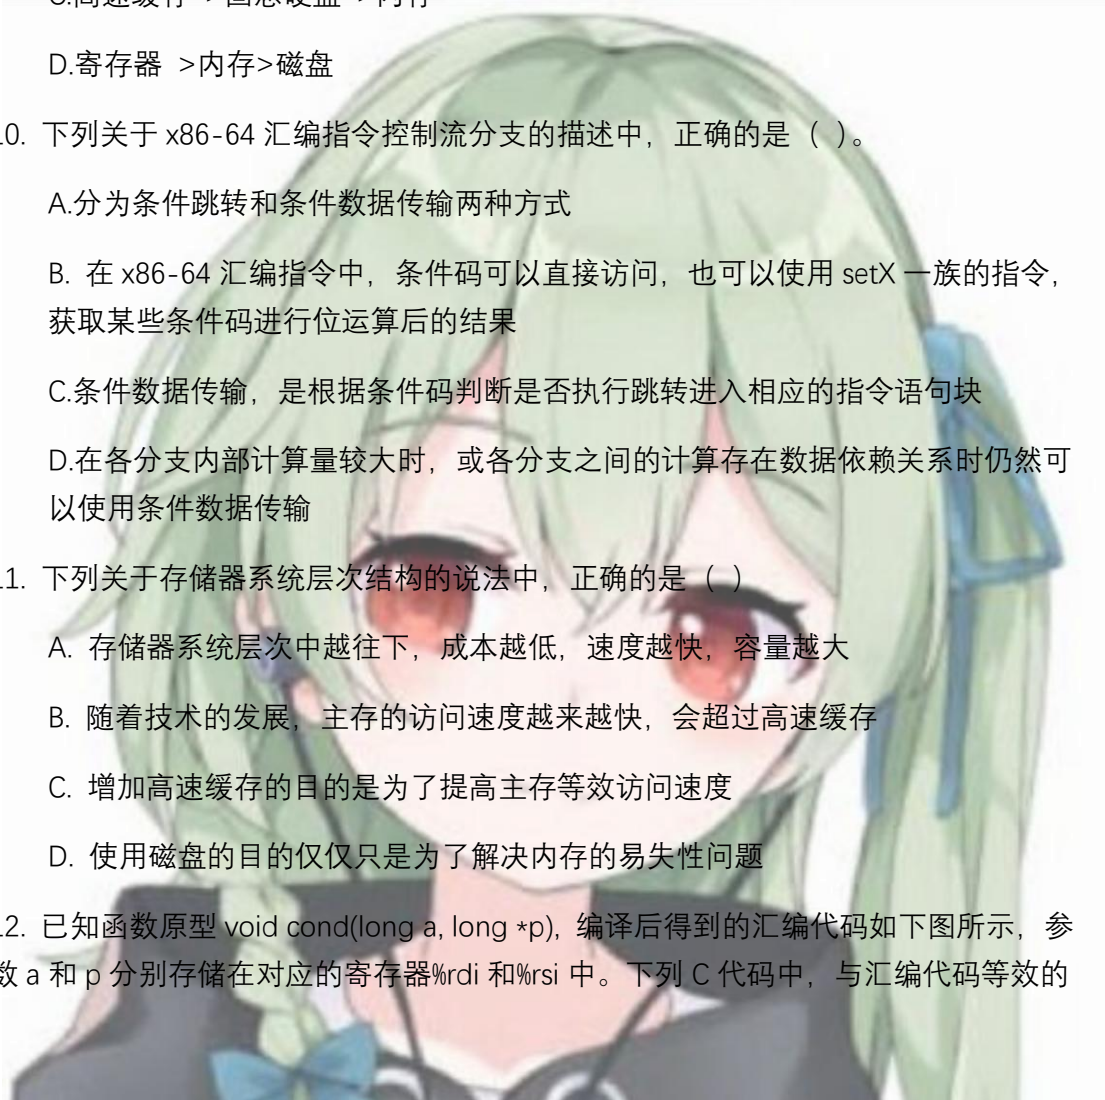 D.寄存器 >内存>磁盘
0. 下列关于 x86-64 汇编指令控制流分支的描述中，正确的是（ ）。
A.分为条件跳转和条件数据传输两种方式
B. 在 x86-64 汇编指令中，条件码可以直接访问，也可以使用 setX 一族的指令，
获取某些条件码进行位运算后的结果
C.条件数据传输，是根据条件码判断是否执行跳转进入相应的指令语句块
D.在各分支内部计算量较大时，或各分支之间的计算存在数据依赖关系时仍然可
以使用条件数据传输
1. 下列关于存储器系统层次结构的说法中，正确的是（ ）
A. 存储器系统层次中越往下，成本越低，速度越快，容量越大
B. 随着技术的发展，主存的访问速度越来越快，会超过高速缓存
C. 增加高速缓存的目的是为了提高主存等效访问速度
D. 使用磁盘的目的仅仅只是为了解决内存的易失性问题
2. 已知函数原型 void cond(long a, long *p), 编译后得到的汇编代码如下图所示，参
数 a 和 p 分别存储在对应的寄存器%rdi 和%rsi 中。下列 C 代码中，与汇编代码等效的